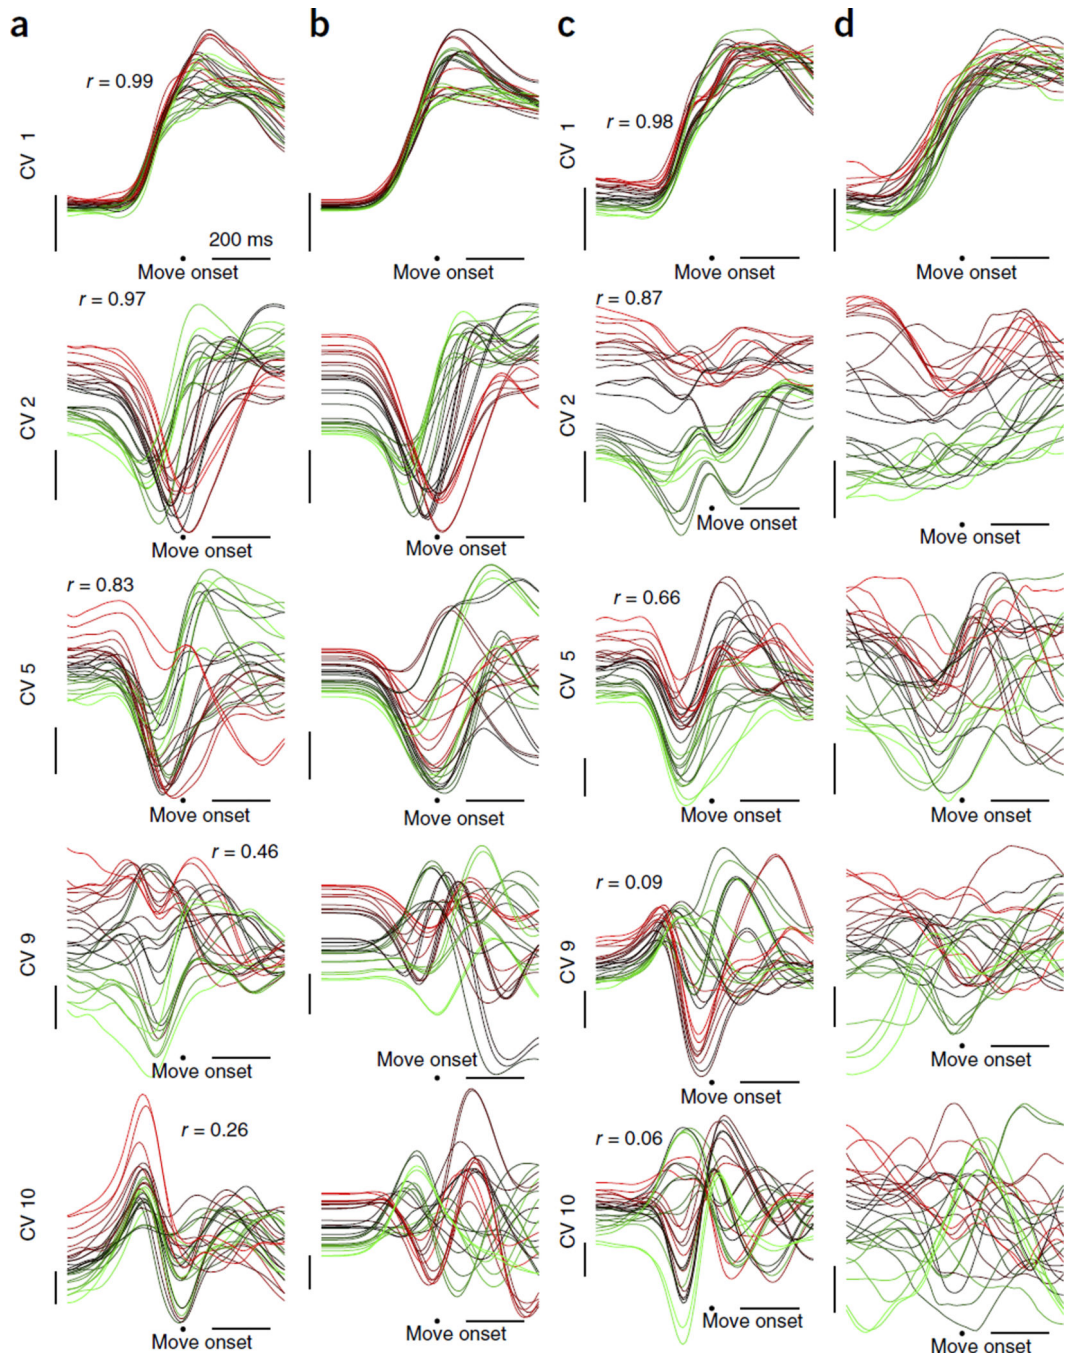 a b c d
CV 1
r = 0.99
200 ms
Move onset
Move onset
CV 1
r = 0.98
Move onset
Move onset
CV 2
r = 0.97
Move onset
Move onset
CV 2
r = 0.87
Move onset
Move onset
CV 5
r = 0.83
Move onset
Move onset
CV 5
r = 0.66
Move onset
Move onset
CV 9
r = 0.46
Move onset
Move onset
CV 9
r = 0.09
Move onset
Move onset
CV 10
r = 0.26
Move onset
Move onset
CV 10
r = 0.06
Move onset
Move onset